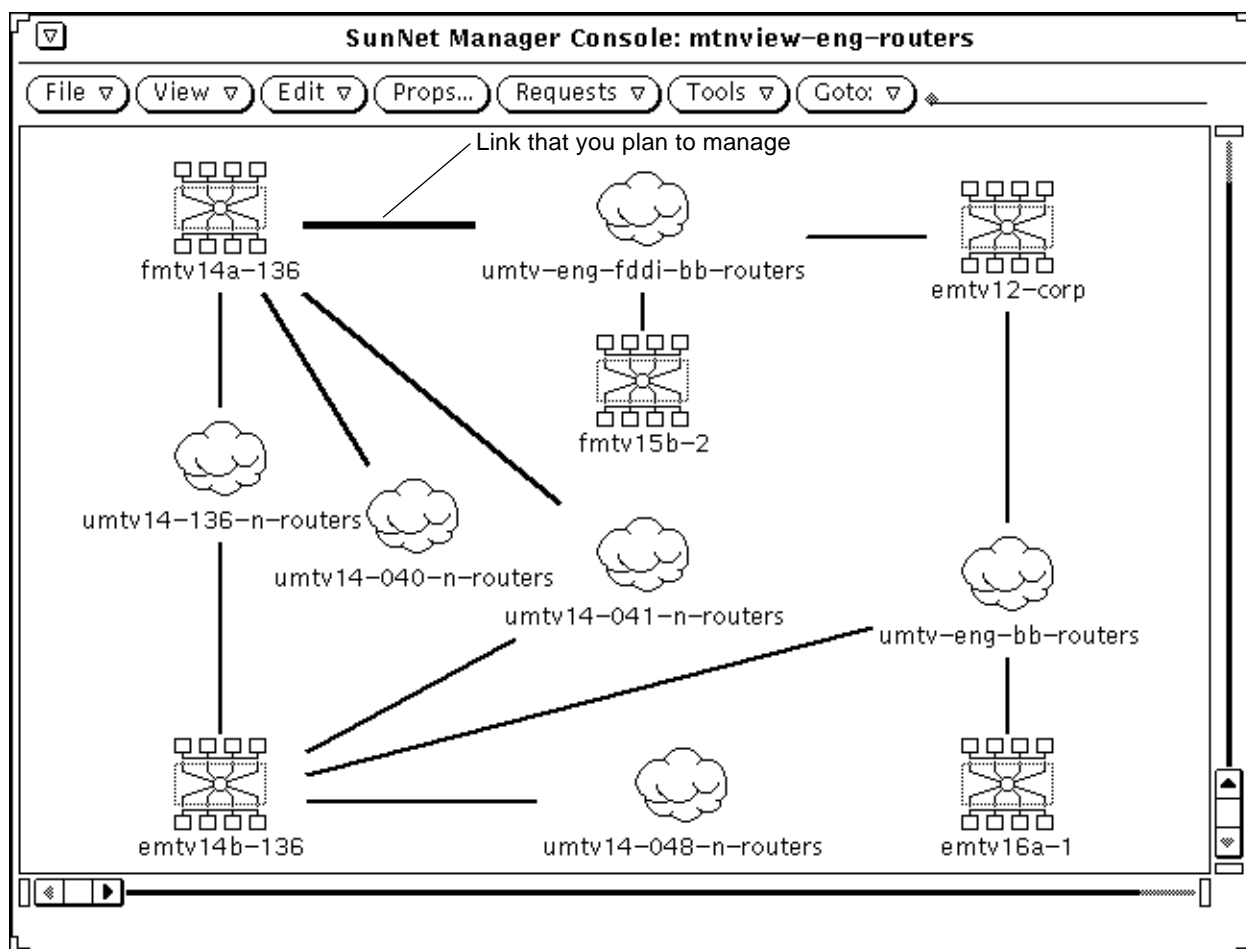 SunNet Manager Console: mtnview-eng-routers
File View Edit Props... Requests Tools Goto:
Link that you plan to manage
fmtv14a-136
umtv-eng-fddi-bb-routers
emtv12-corp
fmtv15b-2
umtv14-136-n-routers
umtv14-040-n-routers
umtv14-041-n-routers
umtv-eng-bb-routers
emtv14b-136
umtv14-048-n-routers
emtv16a-1